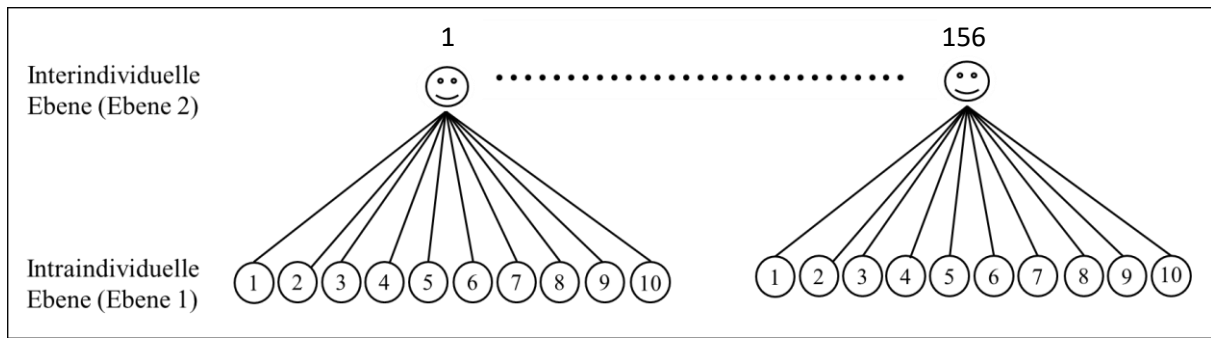 1 156
Interindividuelle
Ebene (Ebene 2)
Intraindividuelle
Ebene (Ebene 1)
1 2 3 4 5 6 7 8 9 10 1 2 3 4 5 6 7 8 9 10